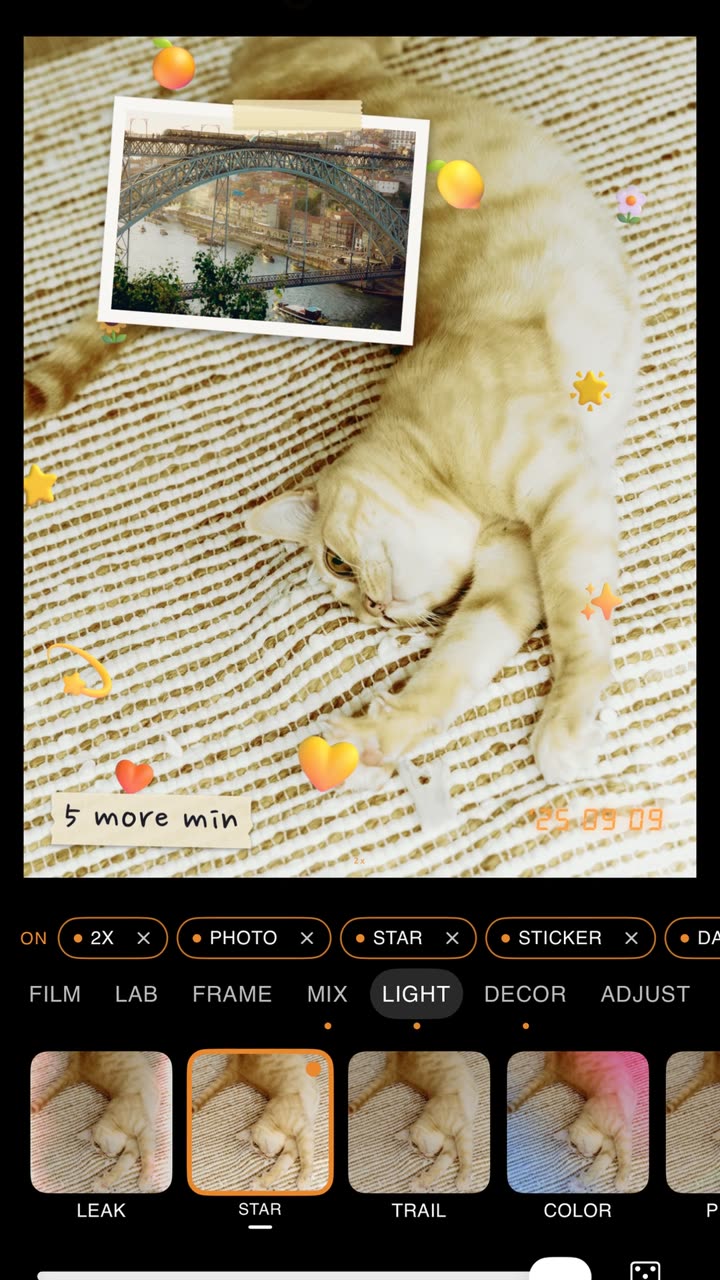 5 more min
25 09 09
2x
ON
2X
PHOTO
STAR
STICKER
DA
FILM
LAB
FRAME
MIX
LIGHT
DECOR
ADJUST
LEAK
STAR
TRAIL
COLOR
P